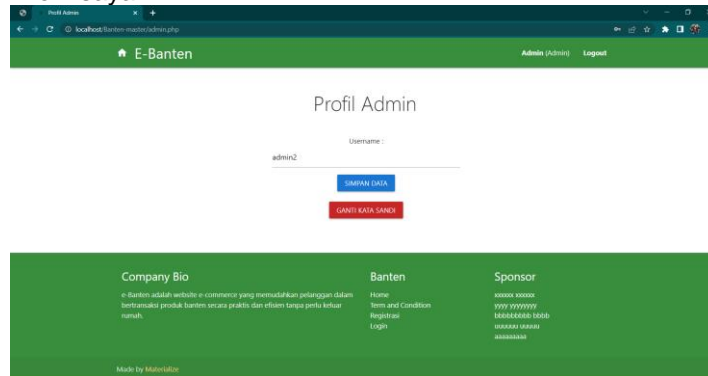 Profil Admin
localhost/Banten-master/admin.php
E-Banten
Admin (Admin) Logout
Profil Admin
Username :
admin2
SIMPAN DATA
GANTI KATA SANDI
Company Bio
e-Banten adalah website e-commerce yang memudahkan pelanggan dalam
bertransaksi produk banten secara praktis dan efisien tanpa perlu keluar
rumah.
Banten
Home
Term and Condition
Registrasi
Login
Sponsor
xxxxxx xxxxxx
yyyy yyyyyyyy
bbbbbbbbbb bbbb
uuuuuu uuuuu
aaaaaaaaa
Made by Materialize